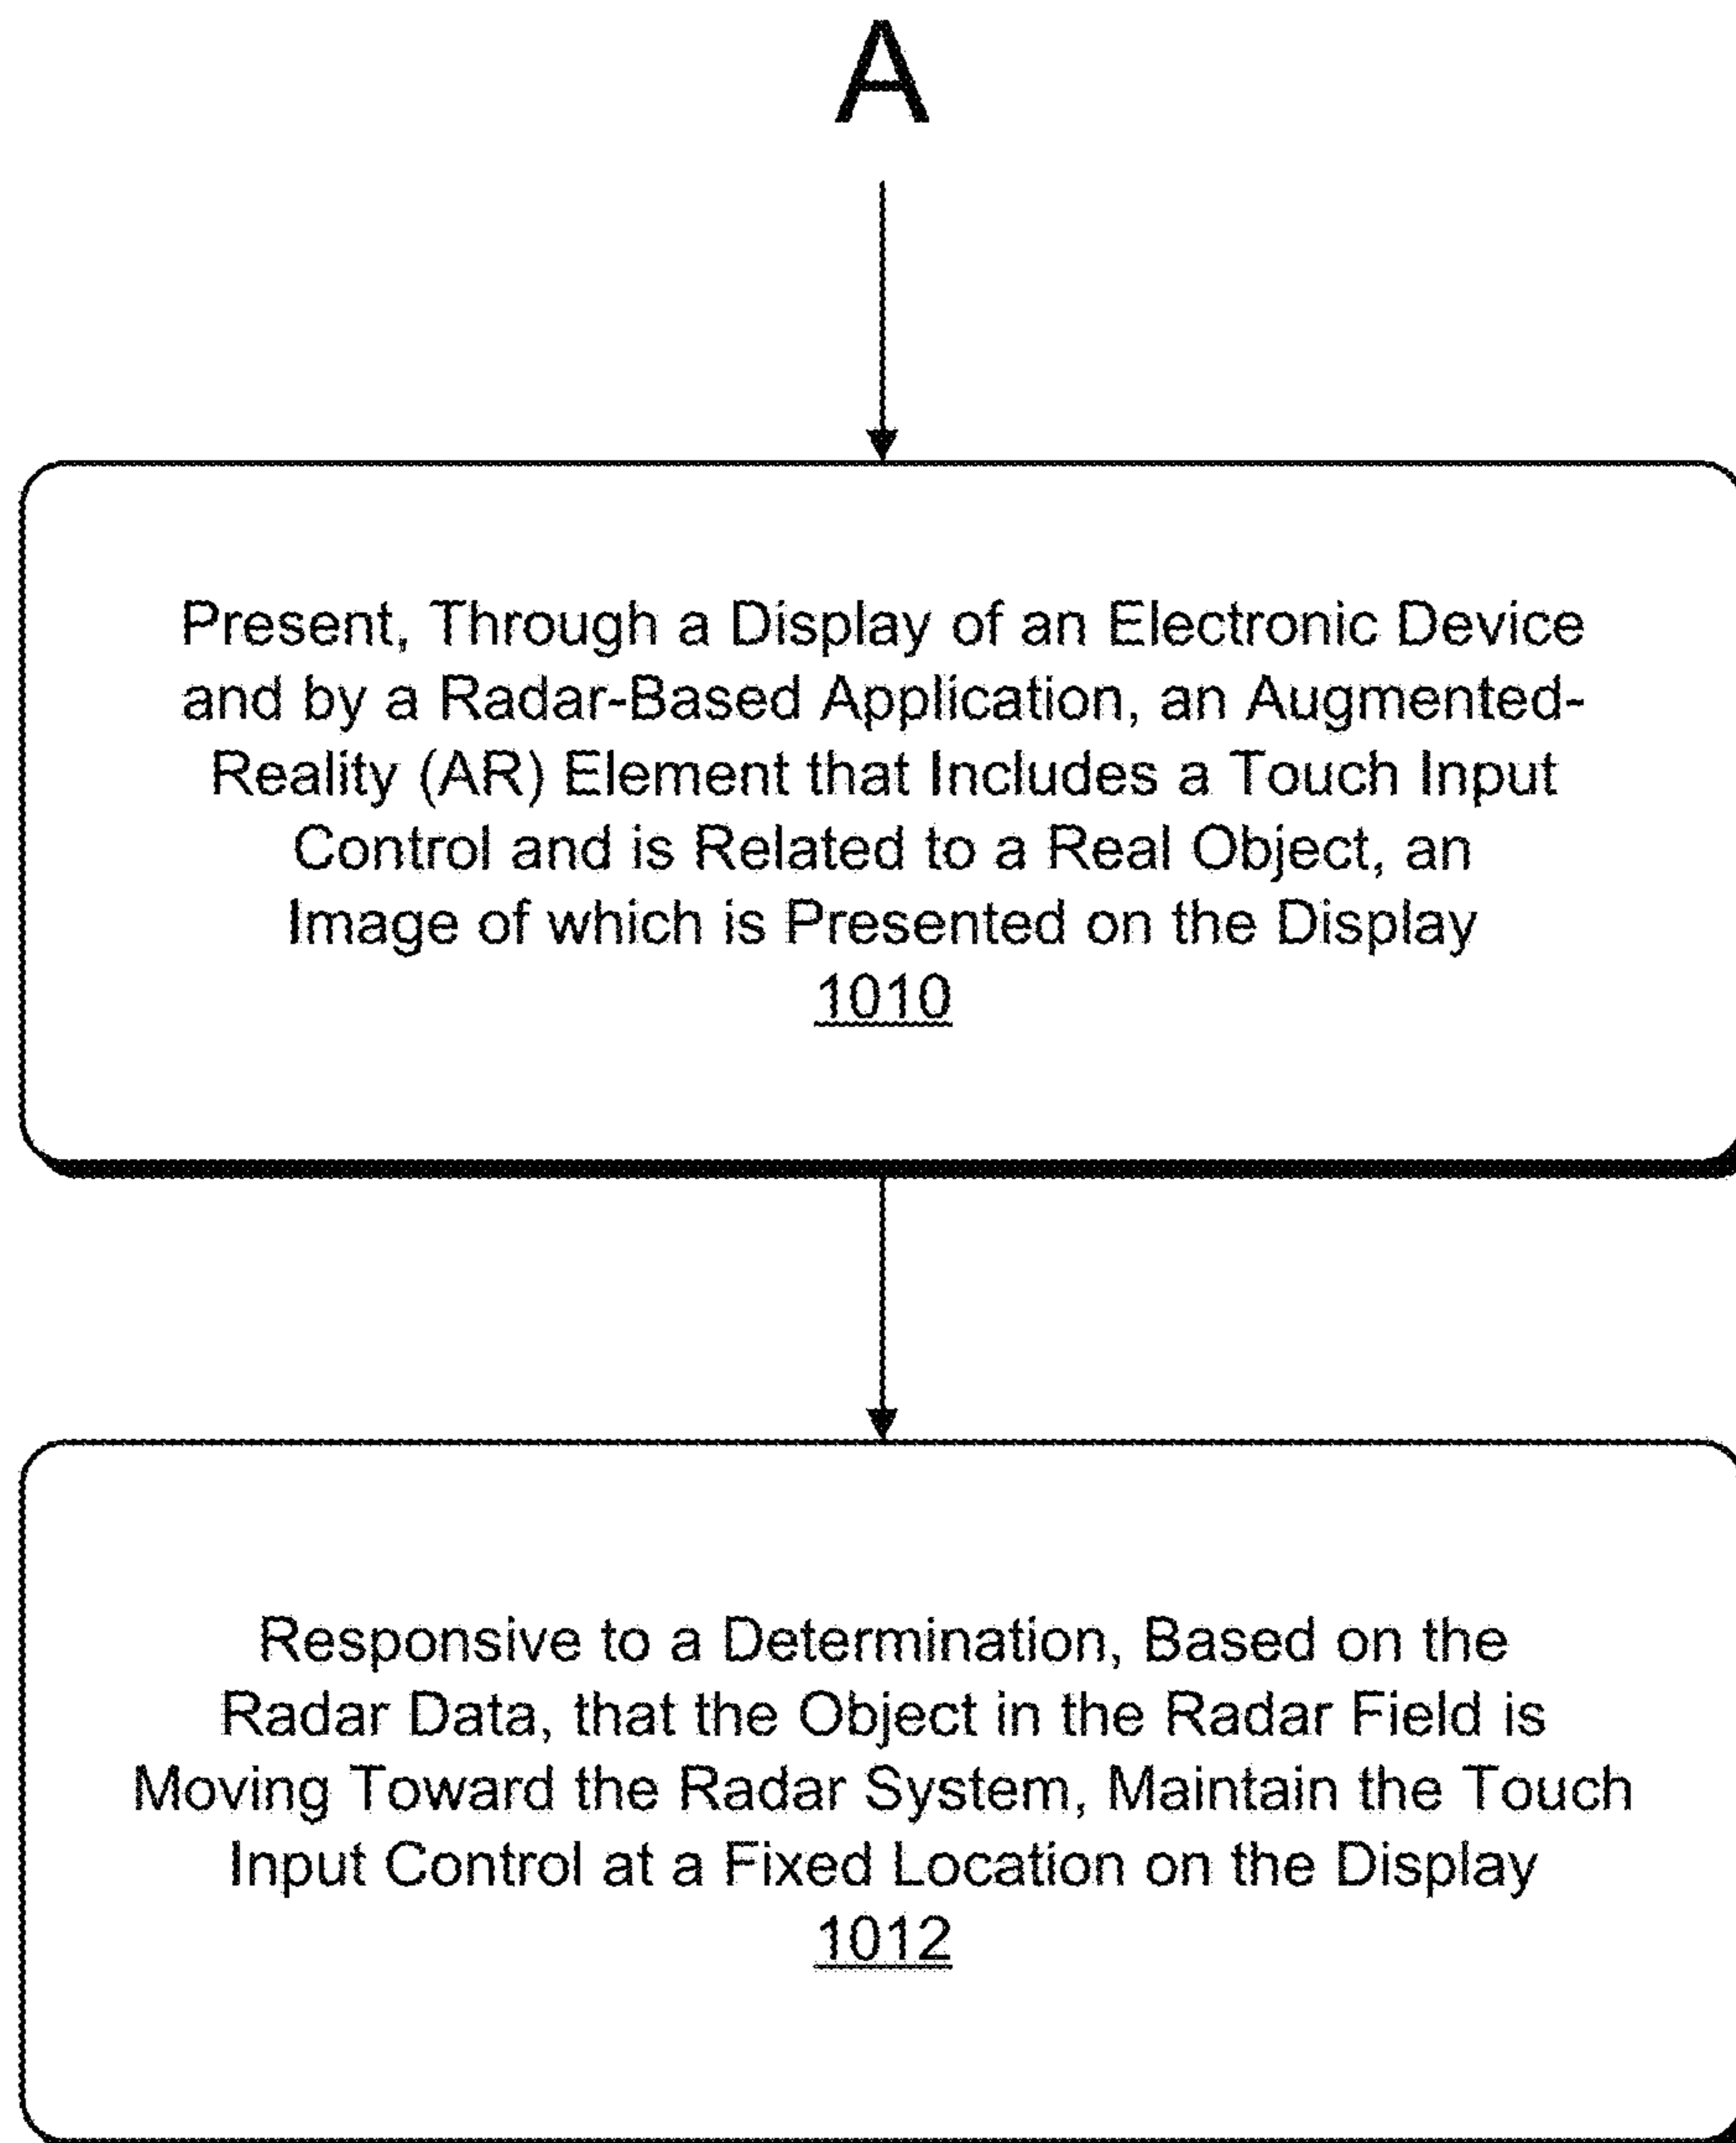 A
Present, Through a Display of an Electronic Device
and by a Radar-Based Application, an Augmented-
Reality (AR) Element that Includes a Touch Input
Control and is Related to a Real Object, an
Image of which is Presented on the Display
1010
Responsive to a Determination, Based on the
Radar Data, that the Object in the Radar Field is
Moving Toward the Radar System, Maintain the Touch
Input Control at a Fixed Location on the Display
1012